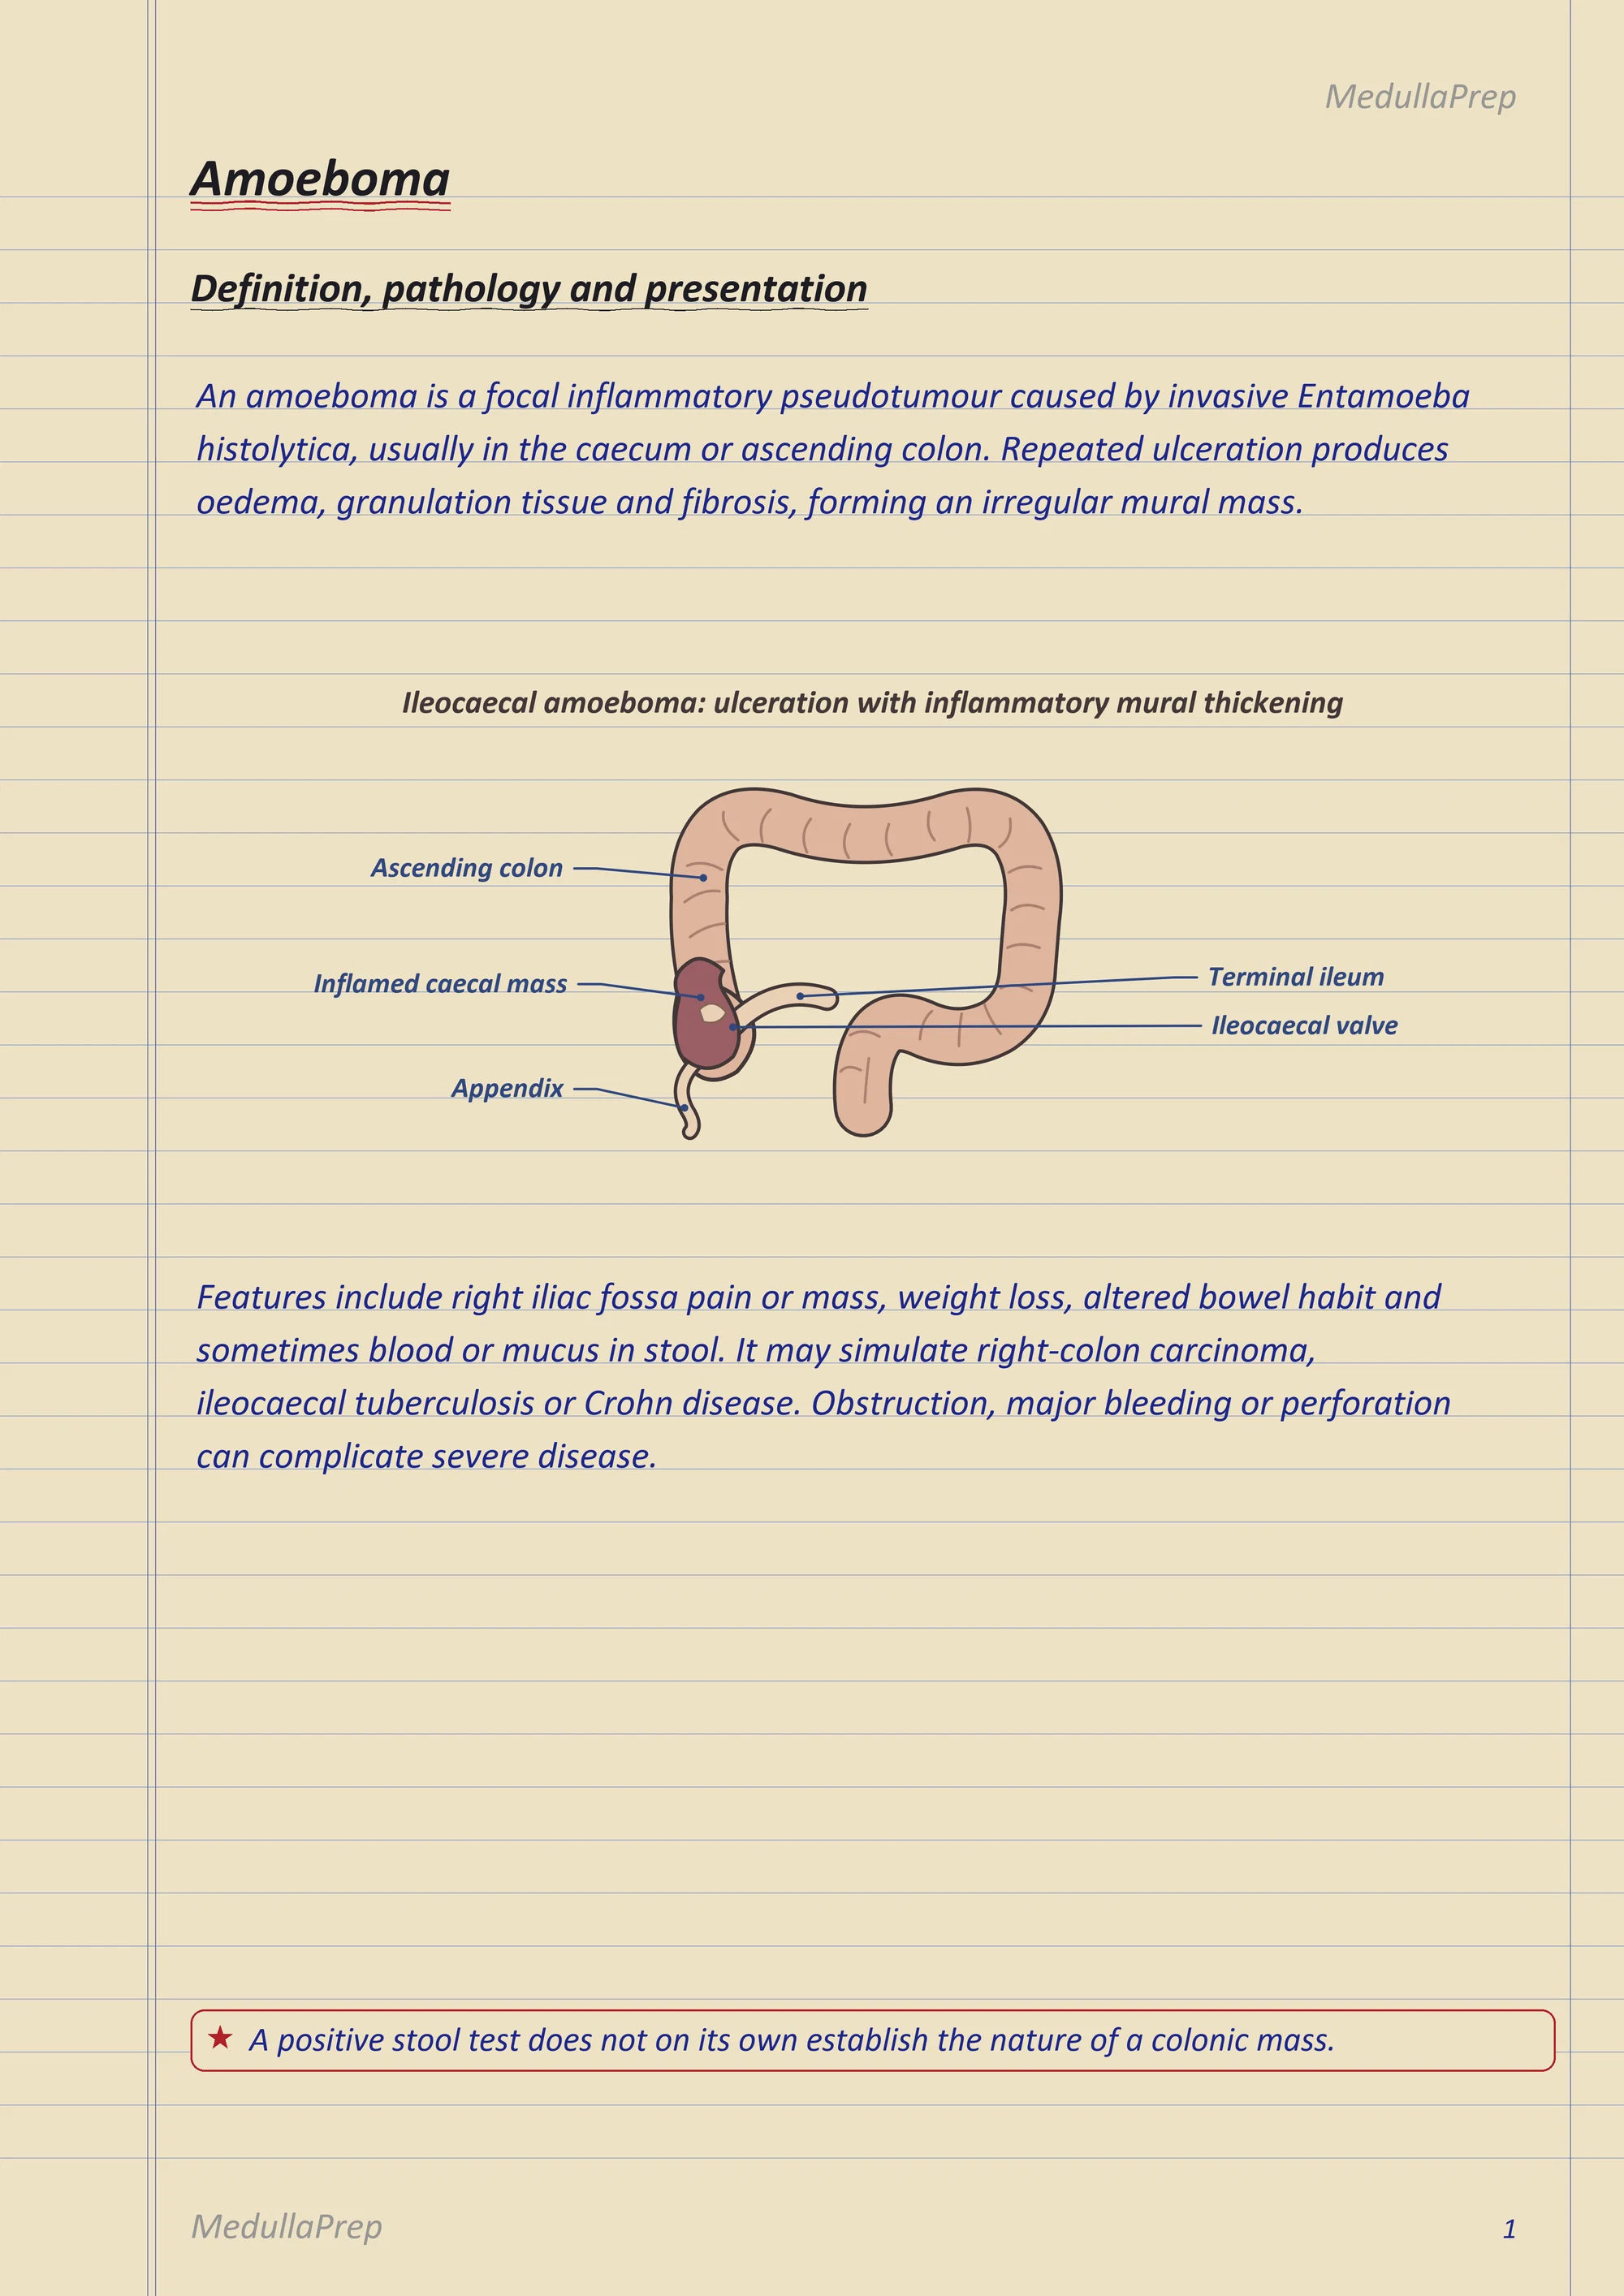 MedullaPrep
Amoeboma
Definition, pathology and presentation
An amoeboma is a focal inflammatory pseudotumour caused by invasive Entamoeba
histolytica, usually in the caecum or ascending colon. Repeated ulceration produces
oedema, granulation tissue and fibrosis, forming an irregular mural mass.
Ileocaecal amoeboma: ulceration with inflammatory mural thickening
Ascending colon
Inflamed caecal mass
Terminal ileum
Ileocaecal valve
Appendix
Features include right iliac fossa pain or mass, weight loss, altered bowel habit and
sometimes blood or mucus in stool. It may simulate right-colon carcinoma,
ileocaecal tuberculosis or Crohn disease. Obstruction, major bleeding or perforation
can complicate severe disease.
★ A positive stool test does not on its own establish the nature of a colonic mass.
MedullaPrep
1